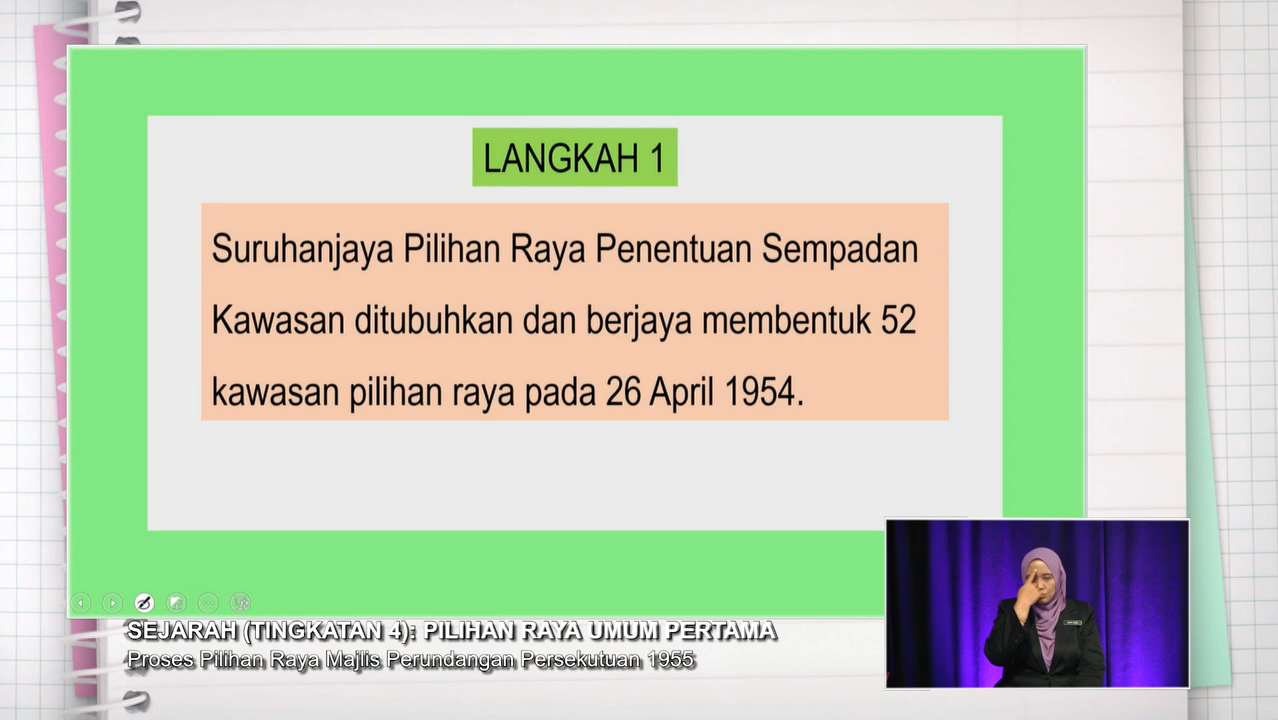 LANGKAH 1
Suruhanjaya Pilihan Raya Penentuan Sempadan
Kawasan ditubuhkan dan berjaya membentuk 52
kawasan pilihan raya pada 26 April 1954.
SEJARAH (TINGKATAN 4): PILIHAN RAYA UMUM PERTAMA
Proses Pilihan Raya Majlis Perundangan Persekutuan 1955